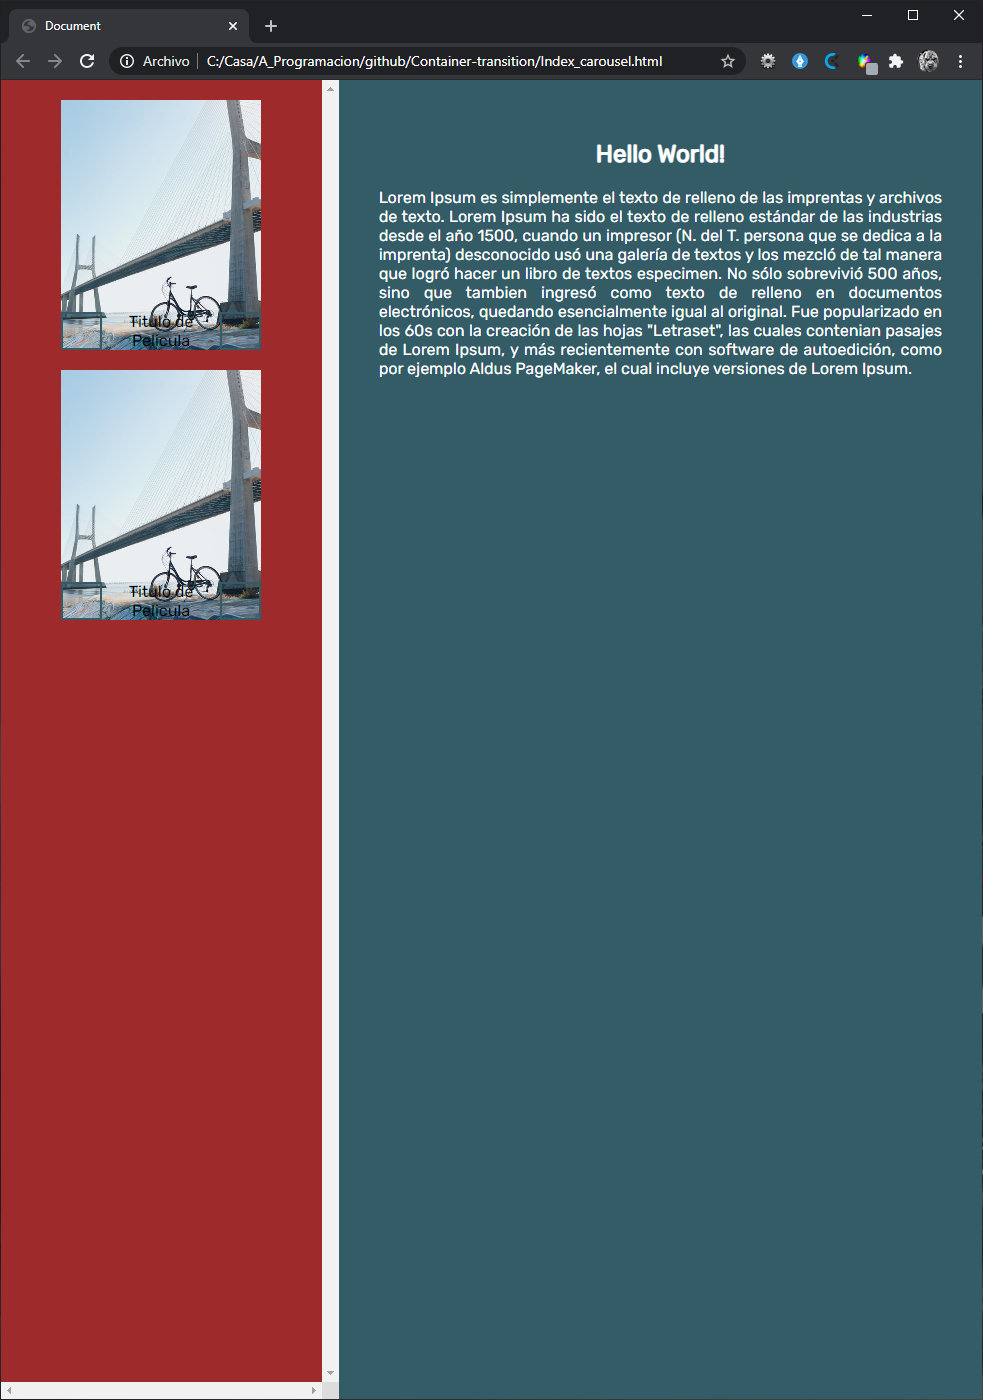 Document
Archivo
C:/Casa/A_Programacion/github/Container-transition/Index_carousel.html
Titulo de
Pelicula
Titulo de
Pelicula
Hello World!
Lorem Ipsum es simplemente el texto de relleno de las imprentas y archivos
de texto. Lorem Ipsum ha sido el texto de relleno estándar de las industrias
desde el año 1500, cuando un impresor (N. del T. persona que se dedica a la
imprenta) desconocido usó una galería de textos y los mezcló de tal manera
que logró hacer un libro de textos especimen. No sólo sobrevivió 500 años,
sino que tambien ingresó como texto de relleno en documentos
electrónicos, quedando esencialmente igual al original. Fue popularizado en
los 60s con la creación de las hojas "Letraset", las cuales contenian pasajes
de Lorem Ipsum, y más recientemente con software de autoedición, como
por ejemplo Aldus PageMaker, el cual incluye versiones de Lorem Ipsum.